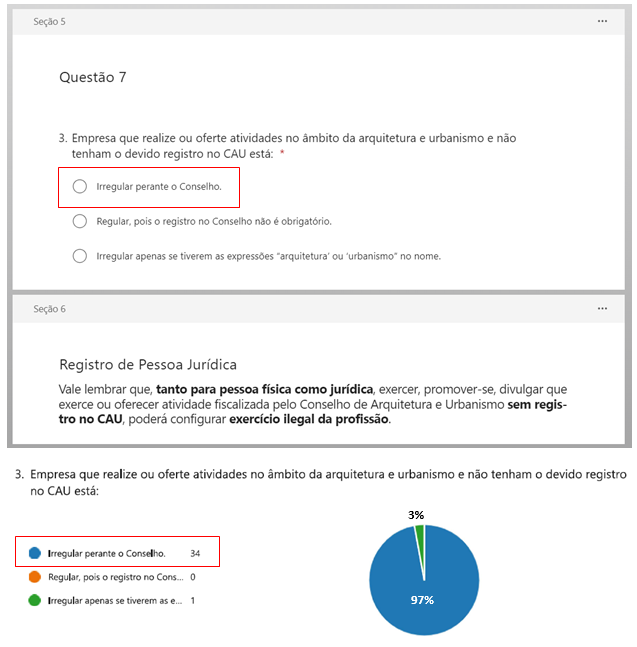 Seção 5
...
Questão 7
3. Empresa que realize ou oferte atividades no âmbito da arquitetura e urbanismo e não
tenham o devido registro no CAU está: *
Irregular perante o Conselho.
Regular, pois o registro no Conselho não é obrigatório.
Irregular apenas se tiverem as expressões "arquitetura' ou 'urbanismo" no nome.
Seção 6
...
Registro de Pessoa Jurídica
Vale lembrar que, tanto para pessoa física como jurídica, exercer, promover-se, divulgar que
exerce ou oferecer atividade fiscalizada pelo Conselho de Arquitetura e Urbanismo sem regis-
tro no CAU, poderá configurar exercício ilegal da profissão.
3. Empresa que realize ou oferte atividades no âmbito da arquitetura e urbanismo e não tenham o devido registro
no CAU está:
Irregular perante o Conselho. 34
Regular, pois o registro no Cons... 0
Irregular apenas se tiverem as e... 1
3%
97%